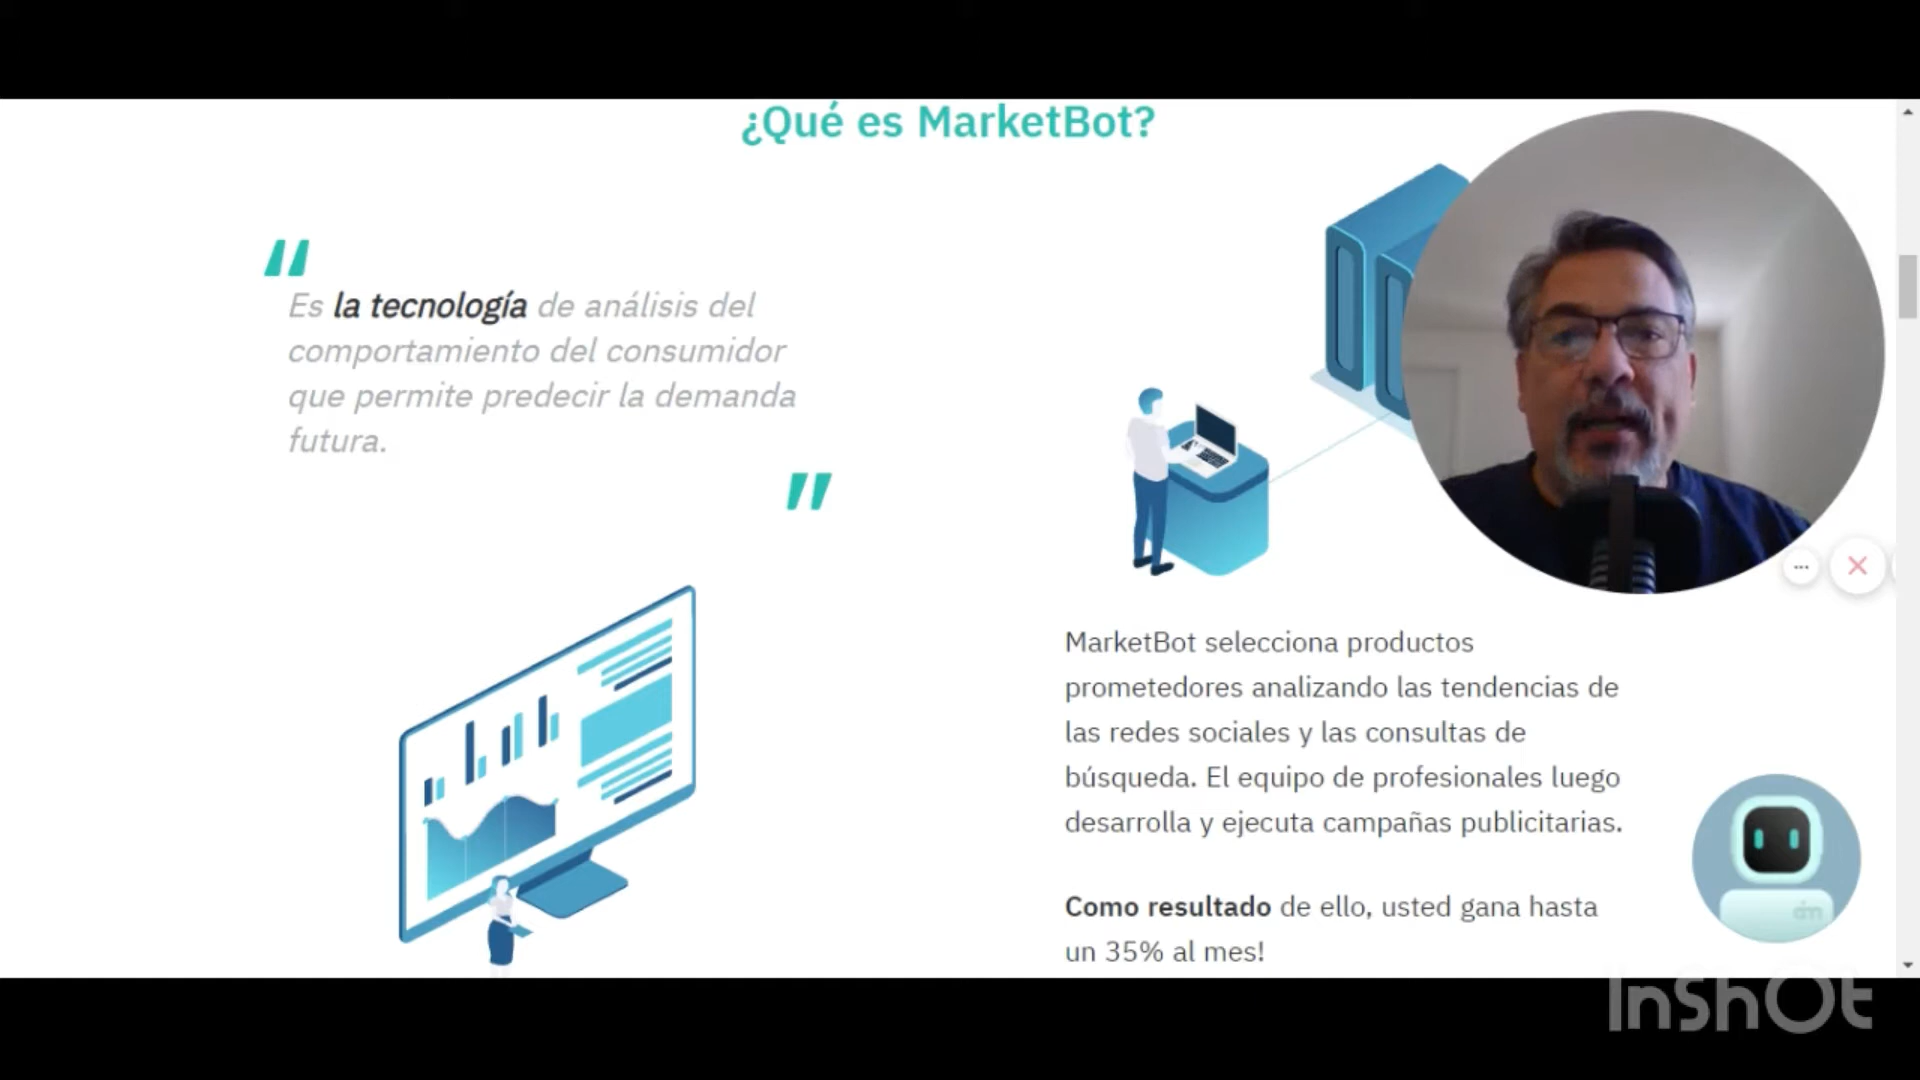 ¿Qué es MarketBot?
"
Es la tecnología de análisis del
comportamiento del consumidor
que permite predecir la demanda
futura.
"
MarketBot selecciona productos
prometedores analizando las tendencias de
las redes sociales y las consultas de
búsqueda. El equipo de profesionales luego
desarrolla y ejecuta campañas publicitarias.
Como resultado de ello, usted gana hasta
un 35% al mes!
InShOt